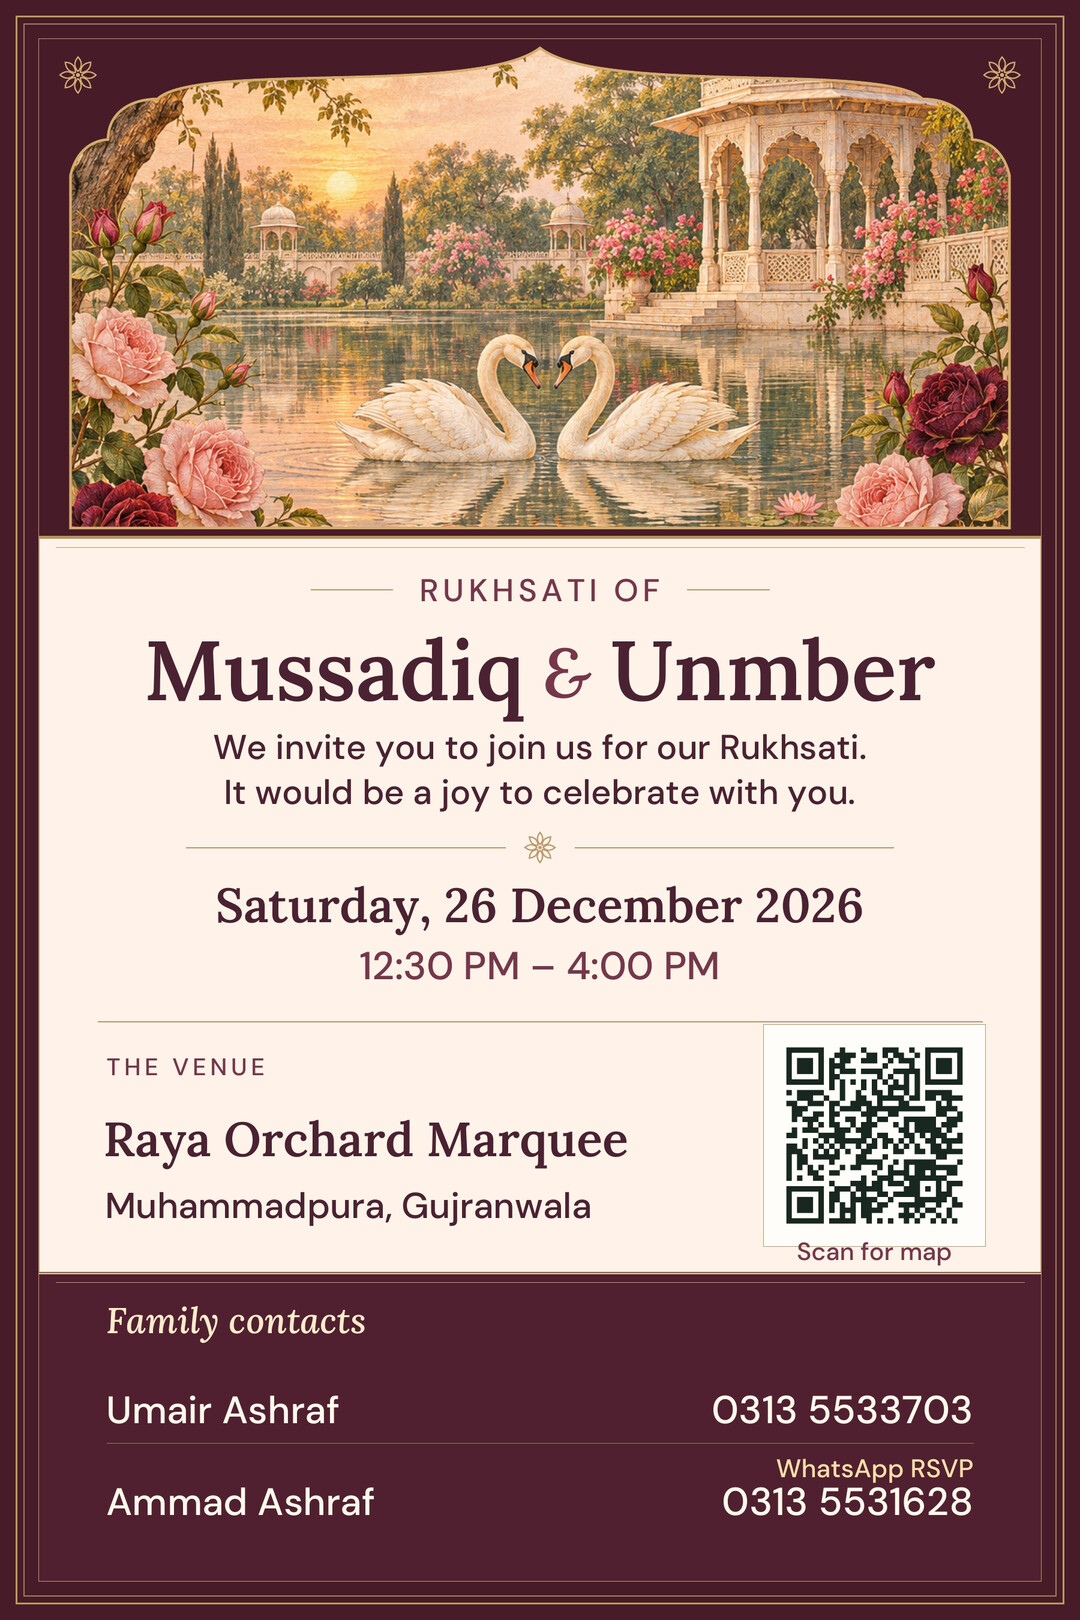 RUKHSATI OF
Mussadiq & Unmber
We invite you to join us for our Rukhsati.
It would be a joy to celebrate with you.
Saturday, 26 December 2026
12:30 PM – 4:00 PM
THE VENUE
Raya Orchard Marquee
Muhammadpura, Gujranwala
Scan for map
Family contacts
Umair Ashraf 0313 5533703
WhatsApp RSVP
Ammad Ashraf 0313 5531628